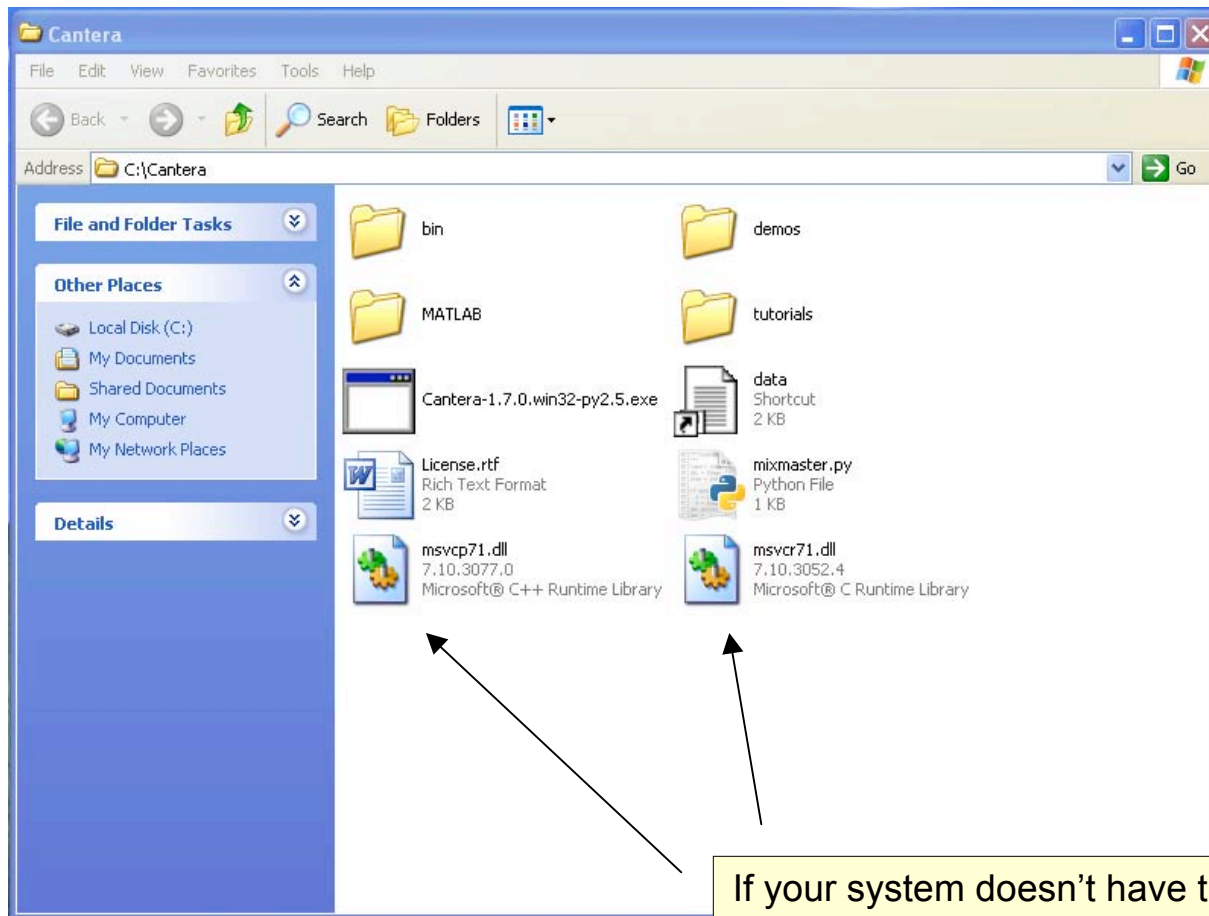 Cantera
File Edit View Favorites Tools Help
Back Search Folders
Address C:\Cantera Go
File and Folder Tasks
Other Places
Local Disk (C:)
My Documents
Shared Documents
My Computer
My Network Places
Details
bin
demos
MATLAB
tutorials
Cantera-1.7.0.win32-py2.5.exe
data
Shortcut
2 KB
License.rtf
Rich Text Format
2 KB
mixmaster.py
Python File
1 KB
msvcp71.dll
7.10.3077.0
Microsoft® C++ Runtime Library
msvcr71.dll
7.10.3052.4
Microsoft® C Runtime Library
If your system doesn’t have t